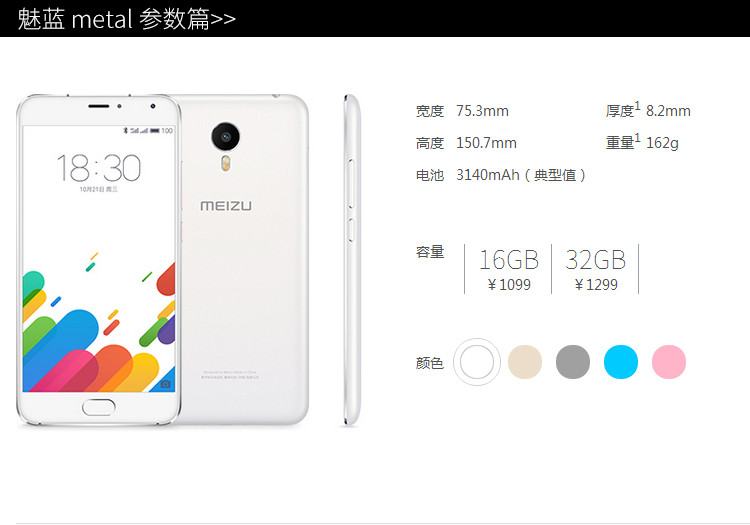 魅蓝 metal 参数篇>>
宽度 75.3mm
厚度1 8.2mm
高度 150.7mm
重量1 162g
电池 3140mAh（典型值）
100
18:30
10月21日 周三
MEIZU
容量
16GB
32GB
￥1099
￥1299
颜色